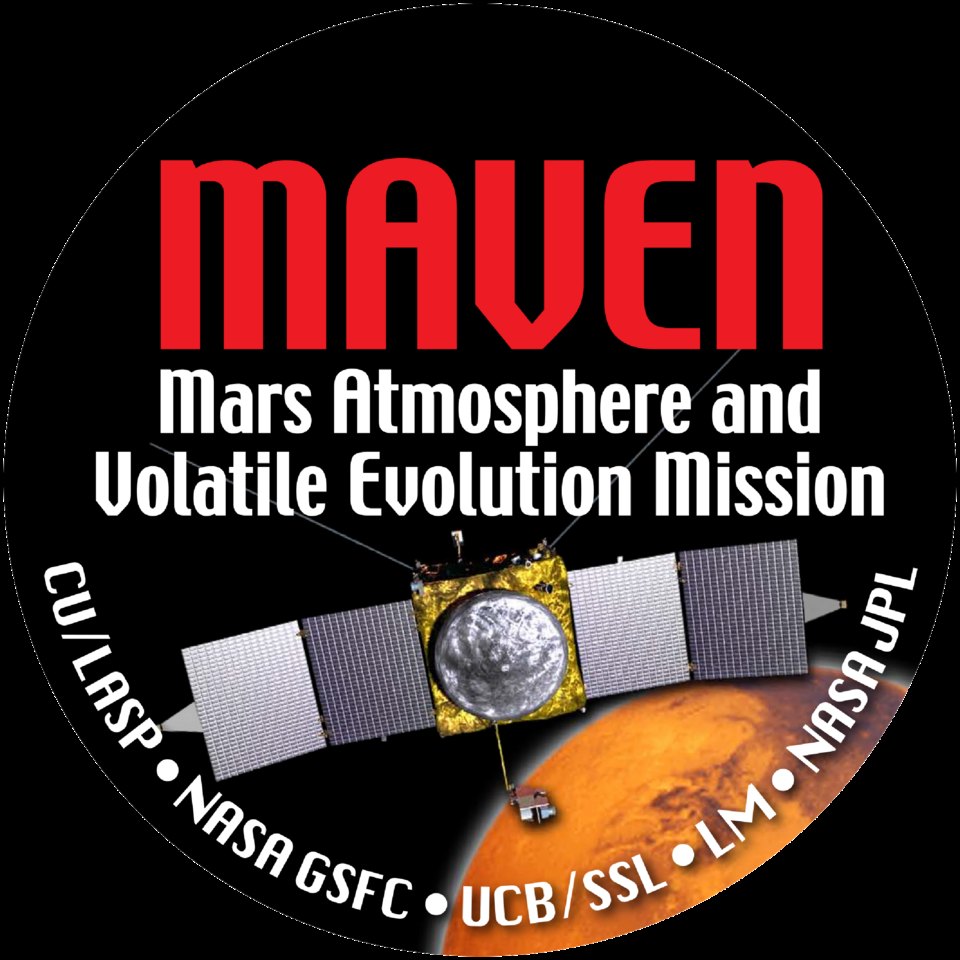 MAVEN
Mars Atmosphere and
Volatile Evolution Mission
CU/LASP • NASA GSFC • UCB/SSL • LM • NASA JPL